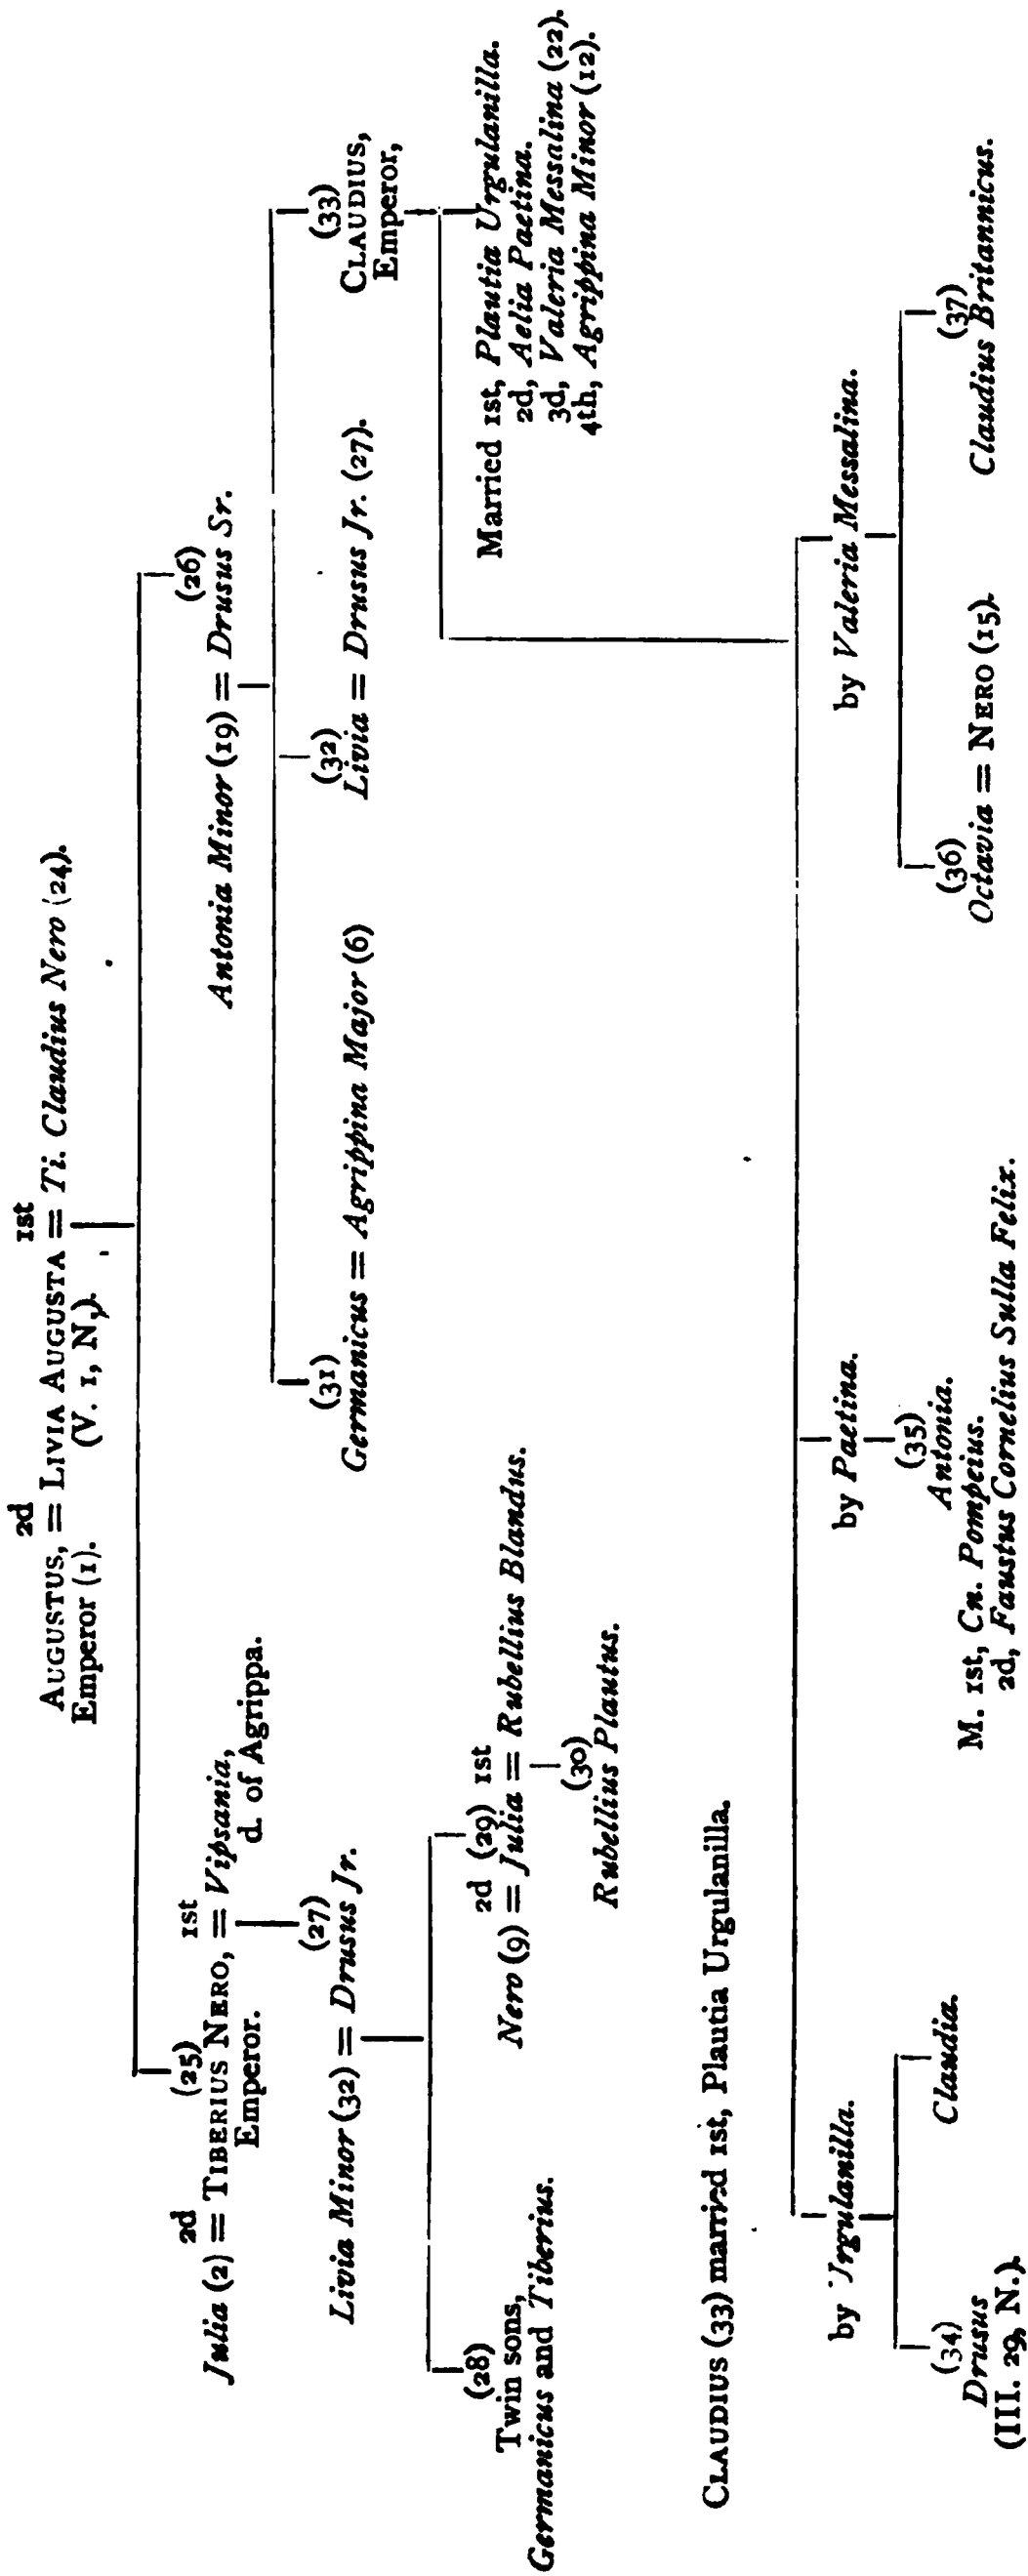 2d 1st
AUGUSTUS, = LIVIA AUGUSTA = Ti. Claudius Nero (24).
Emperor (1). (V. 1, N.).
(25) (26)
2d 1st
Julia (2) = TIBERIUS NERO, = Vipsania,
Emperor. d. of Agrippa.
Antonia Minor (19) = Drusus Sr.
(27)
Livia Minor (32) = Drusus Jr.
(31) (32) (33)
Germanicus = Agrippina Major (6) Livia = Drusus Jr. (27). CLAUDIUS,
Emperor,
(28)
Twin sons,
Germanicus and Tiberius.
2d (29) 1st
Nero (9) = Julia = Rubellius Blandus.
(30)
Rubellius Plautus.
Married 1st, Plautia Urgulanilla.
2d, Aelia Paetina.
3d, Valeria Messalina (22).
4th, Agrippina Minor (12).
CLAUDIUS (33) married 1st, Plautia Urgulanilla.
by Urgulanilla. by Paetina. by Valeria Messalina.
(34)
Drusus Claudia.
(III. 29, N.).
(35)
Antonia.
M. 1st, Cn. Pompeius.
2d, Faustus Cornelius Sulla Felix.
(36) (37)
Octavia = NERO (15). Claudius Britannicus.